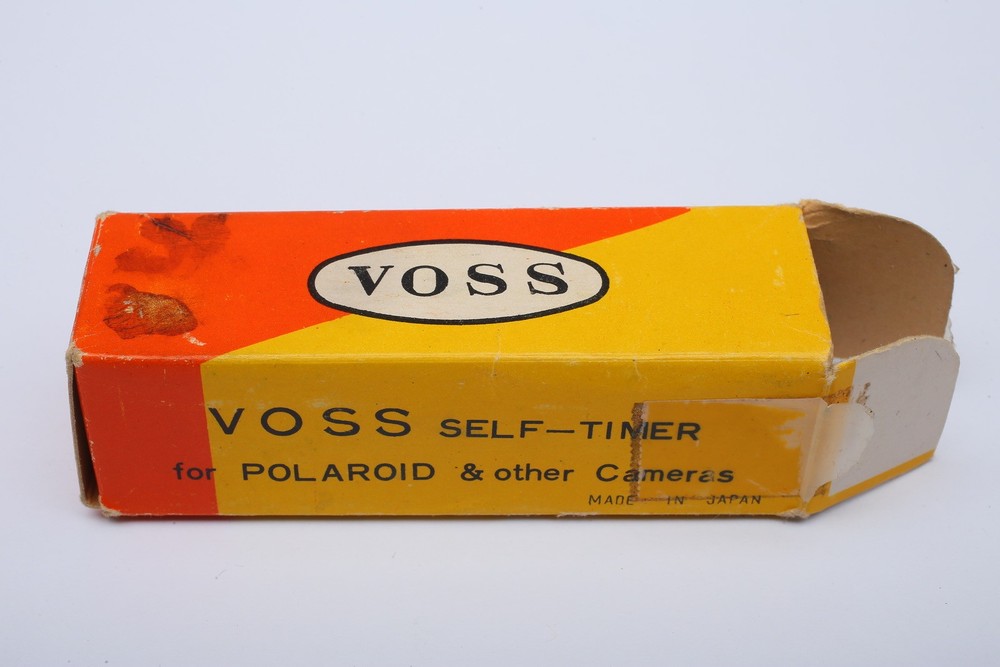 VOSS
VOSS SELF-TIMER
for POLAROID & other Cameras
MADE IN JAPAN